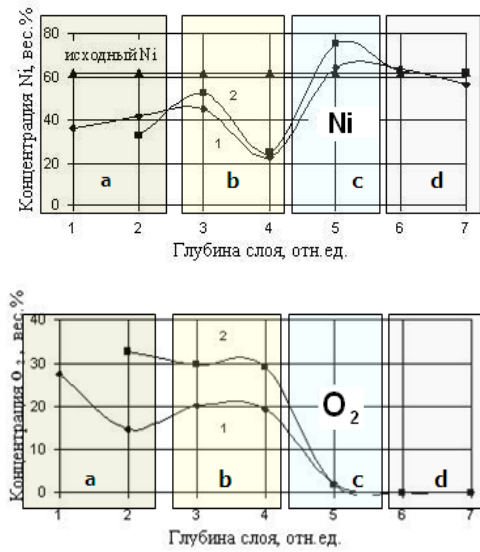 Концентрация Ni, вес.%
80
60
40
20
0
исходный Ni
2
1
Ni
a
b
c
d
1 2 3 4 5 6 7
Глубина слоя, отн.ед.
Концентрация O2, вес.%
40
30
20
10
0
2
1
O2
a
b
c
d
1 2 3 4 5 6 7
Глубина слоя, отн.ед.